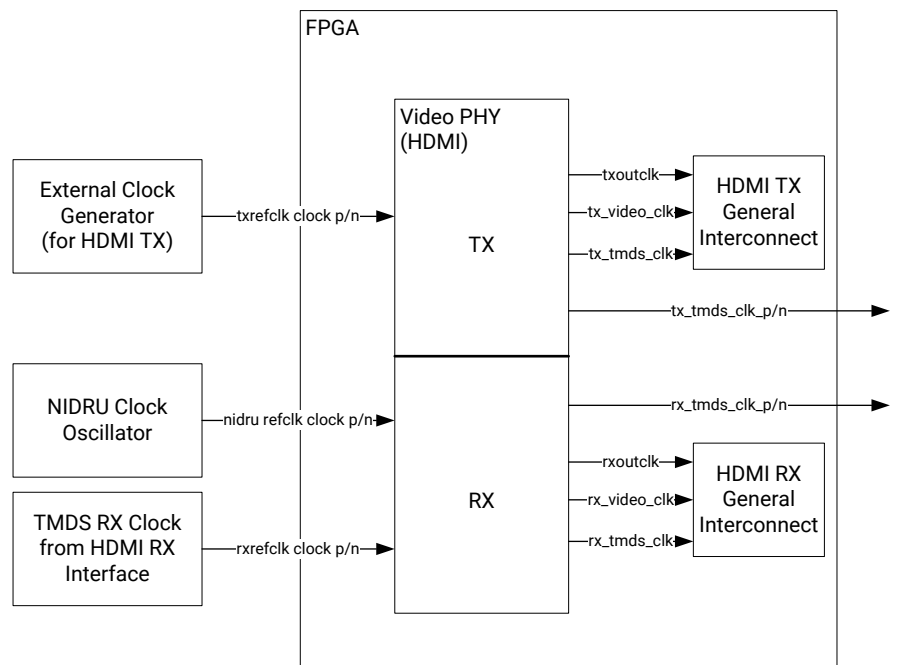 FPGA
Video PHY
(HDMI)
External Clock
Generator
(for HDMI TX)
txrefclk clock p/n
TX
txoutclk
tx_video_clk
tx_tmds_clk
HDMI TX
General
Interconnect
tx_tmds_clk_p/n
NIDRU Clock
Oscillator
nidru refclk clock p/n
TMDS RX Clock
from HDMI RX
Interface
rxrefclk clock p/n
RX
rx_tmds_clk_p/n
rxoutclk
rx_video_clk
rx_tmds_clk
HDMI RX
General
Interconnect